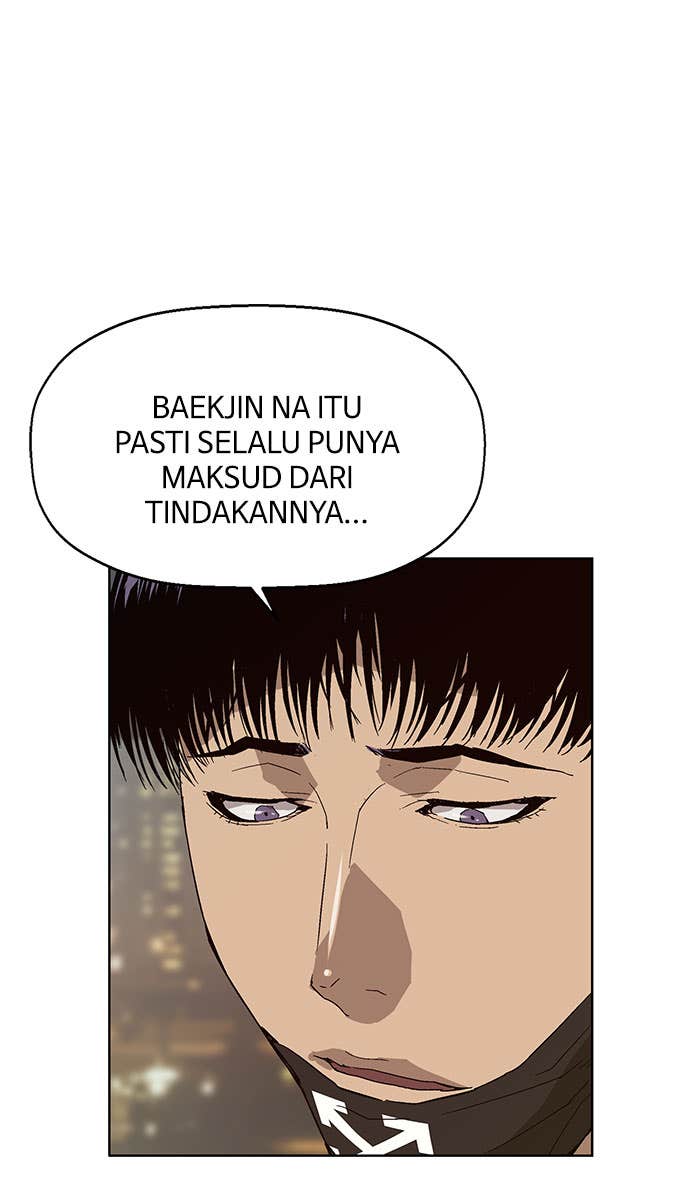 BAEKJIN NA ITU
PASTI SELALU PUNYA
MAKSUD DARI
TINDAKANNYA...